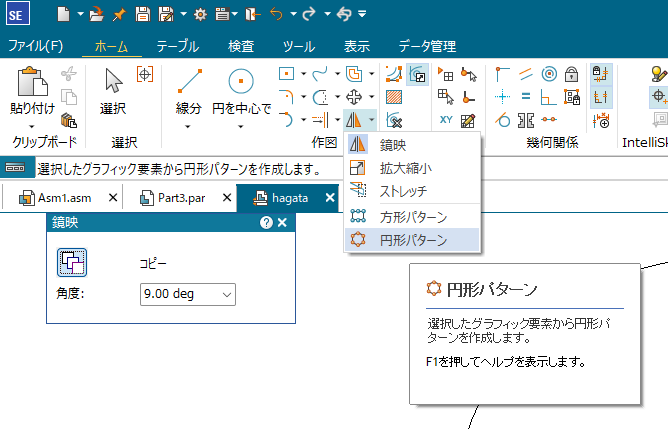 SE
ファイル(F)
ホーム
テーブル
検査
ツール
表示
データ管理
貼り付け
選択
線分
円を中心で
XY
クリップボード
選択
作図
幾何関係
IntelliSk
選択したグラフィック要素から円形パターンを作成します。
Asm1.asm
Part3.par
hagata
鏡映
拡大縮小
ストレッチ
方形パターン
円形パターン
鏡映
コピー
角度:
9.00 deg
円形パターン
選択したグラフィック要素から円形パ
ターンを作成します。
F1を押してヘルプを表示します。